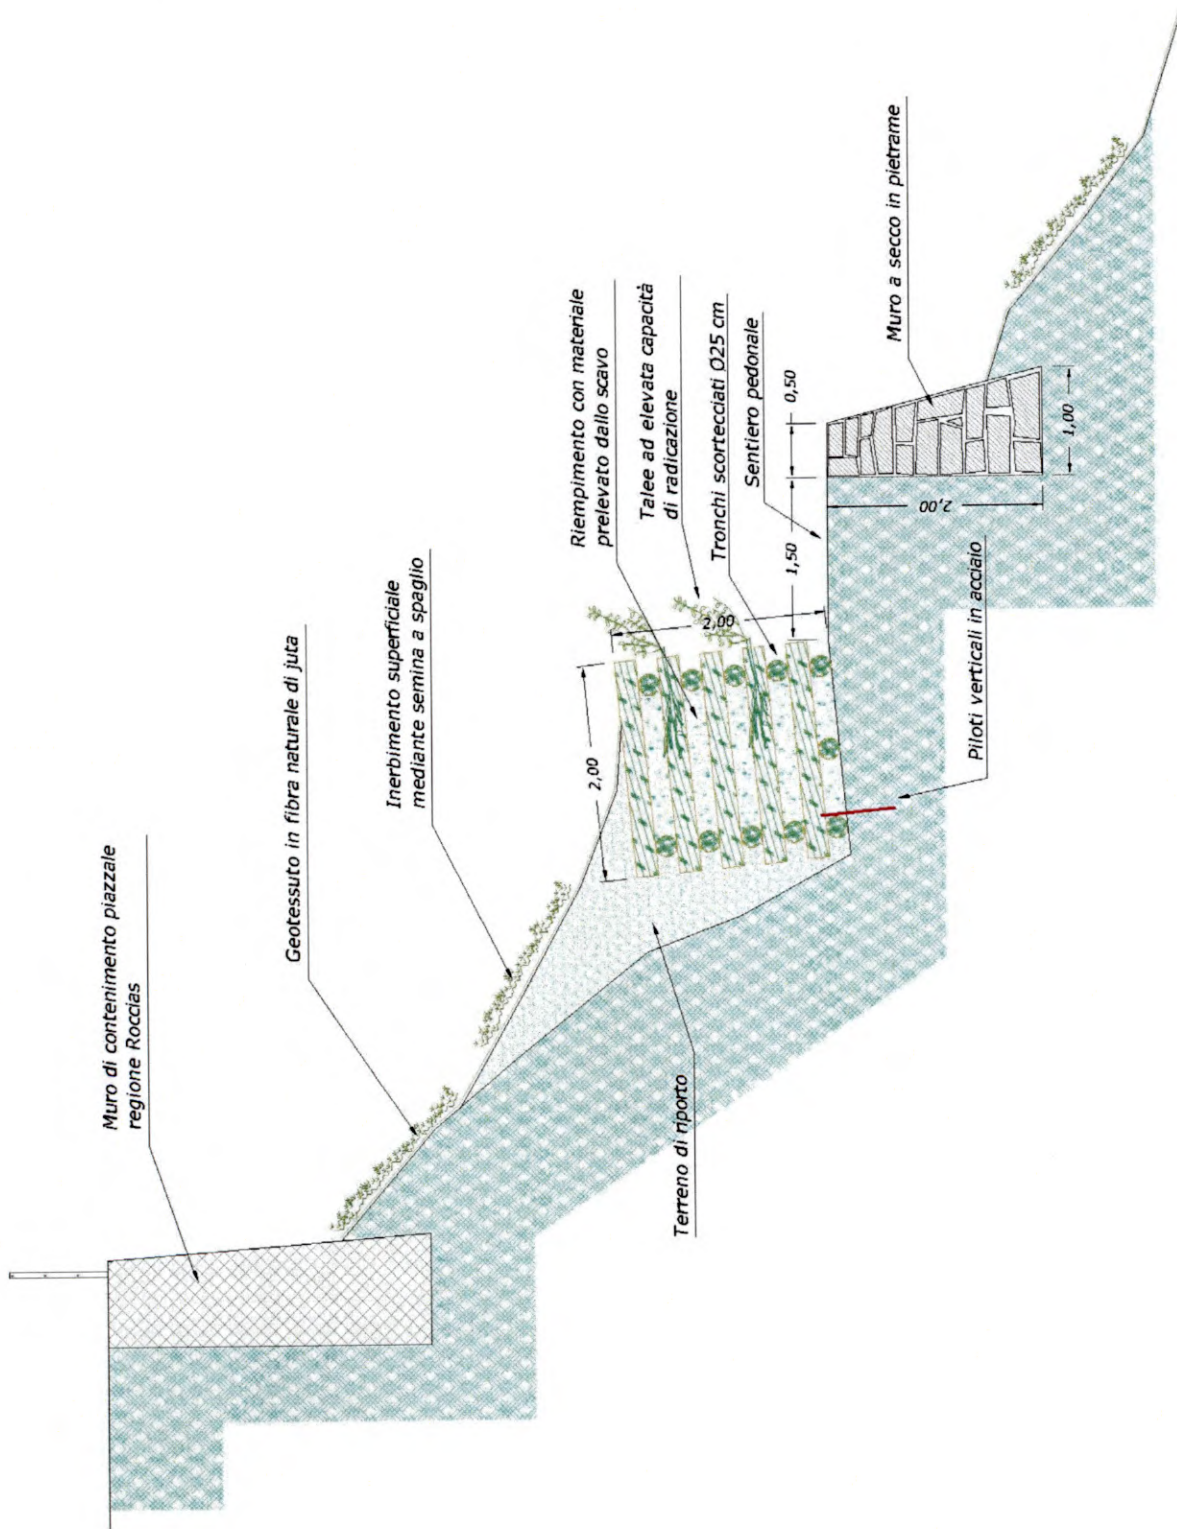 Muro di contenimento piazzale
regione Roccias
Geotessuto in fibra naturale di juta
Inerbimento superficiale
mediante semina a spaglio
Riempimento con materiale
prelevato dallo scavo
Talee ad elevata capacità
di radicazione
Tronchi scortecciati Ø25 cm
Sentiero pedonale
Muro a secco in pietrame
2,00
2,00
1,50
0,50
2,00
1,00
Terreno di riporto
Piloti verticali in acciaio